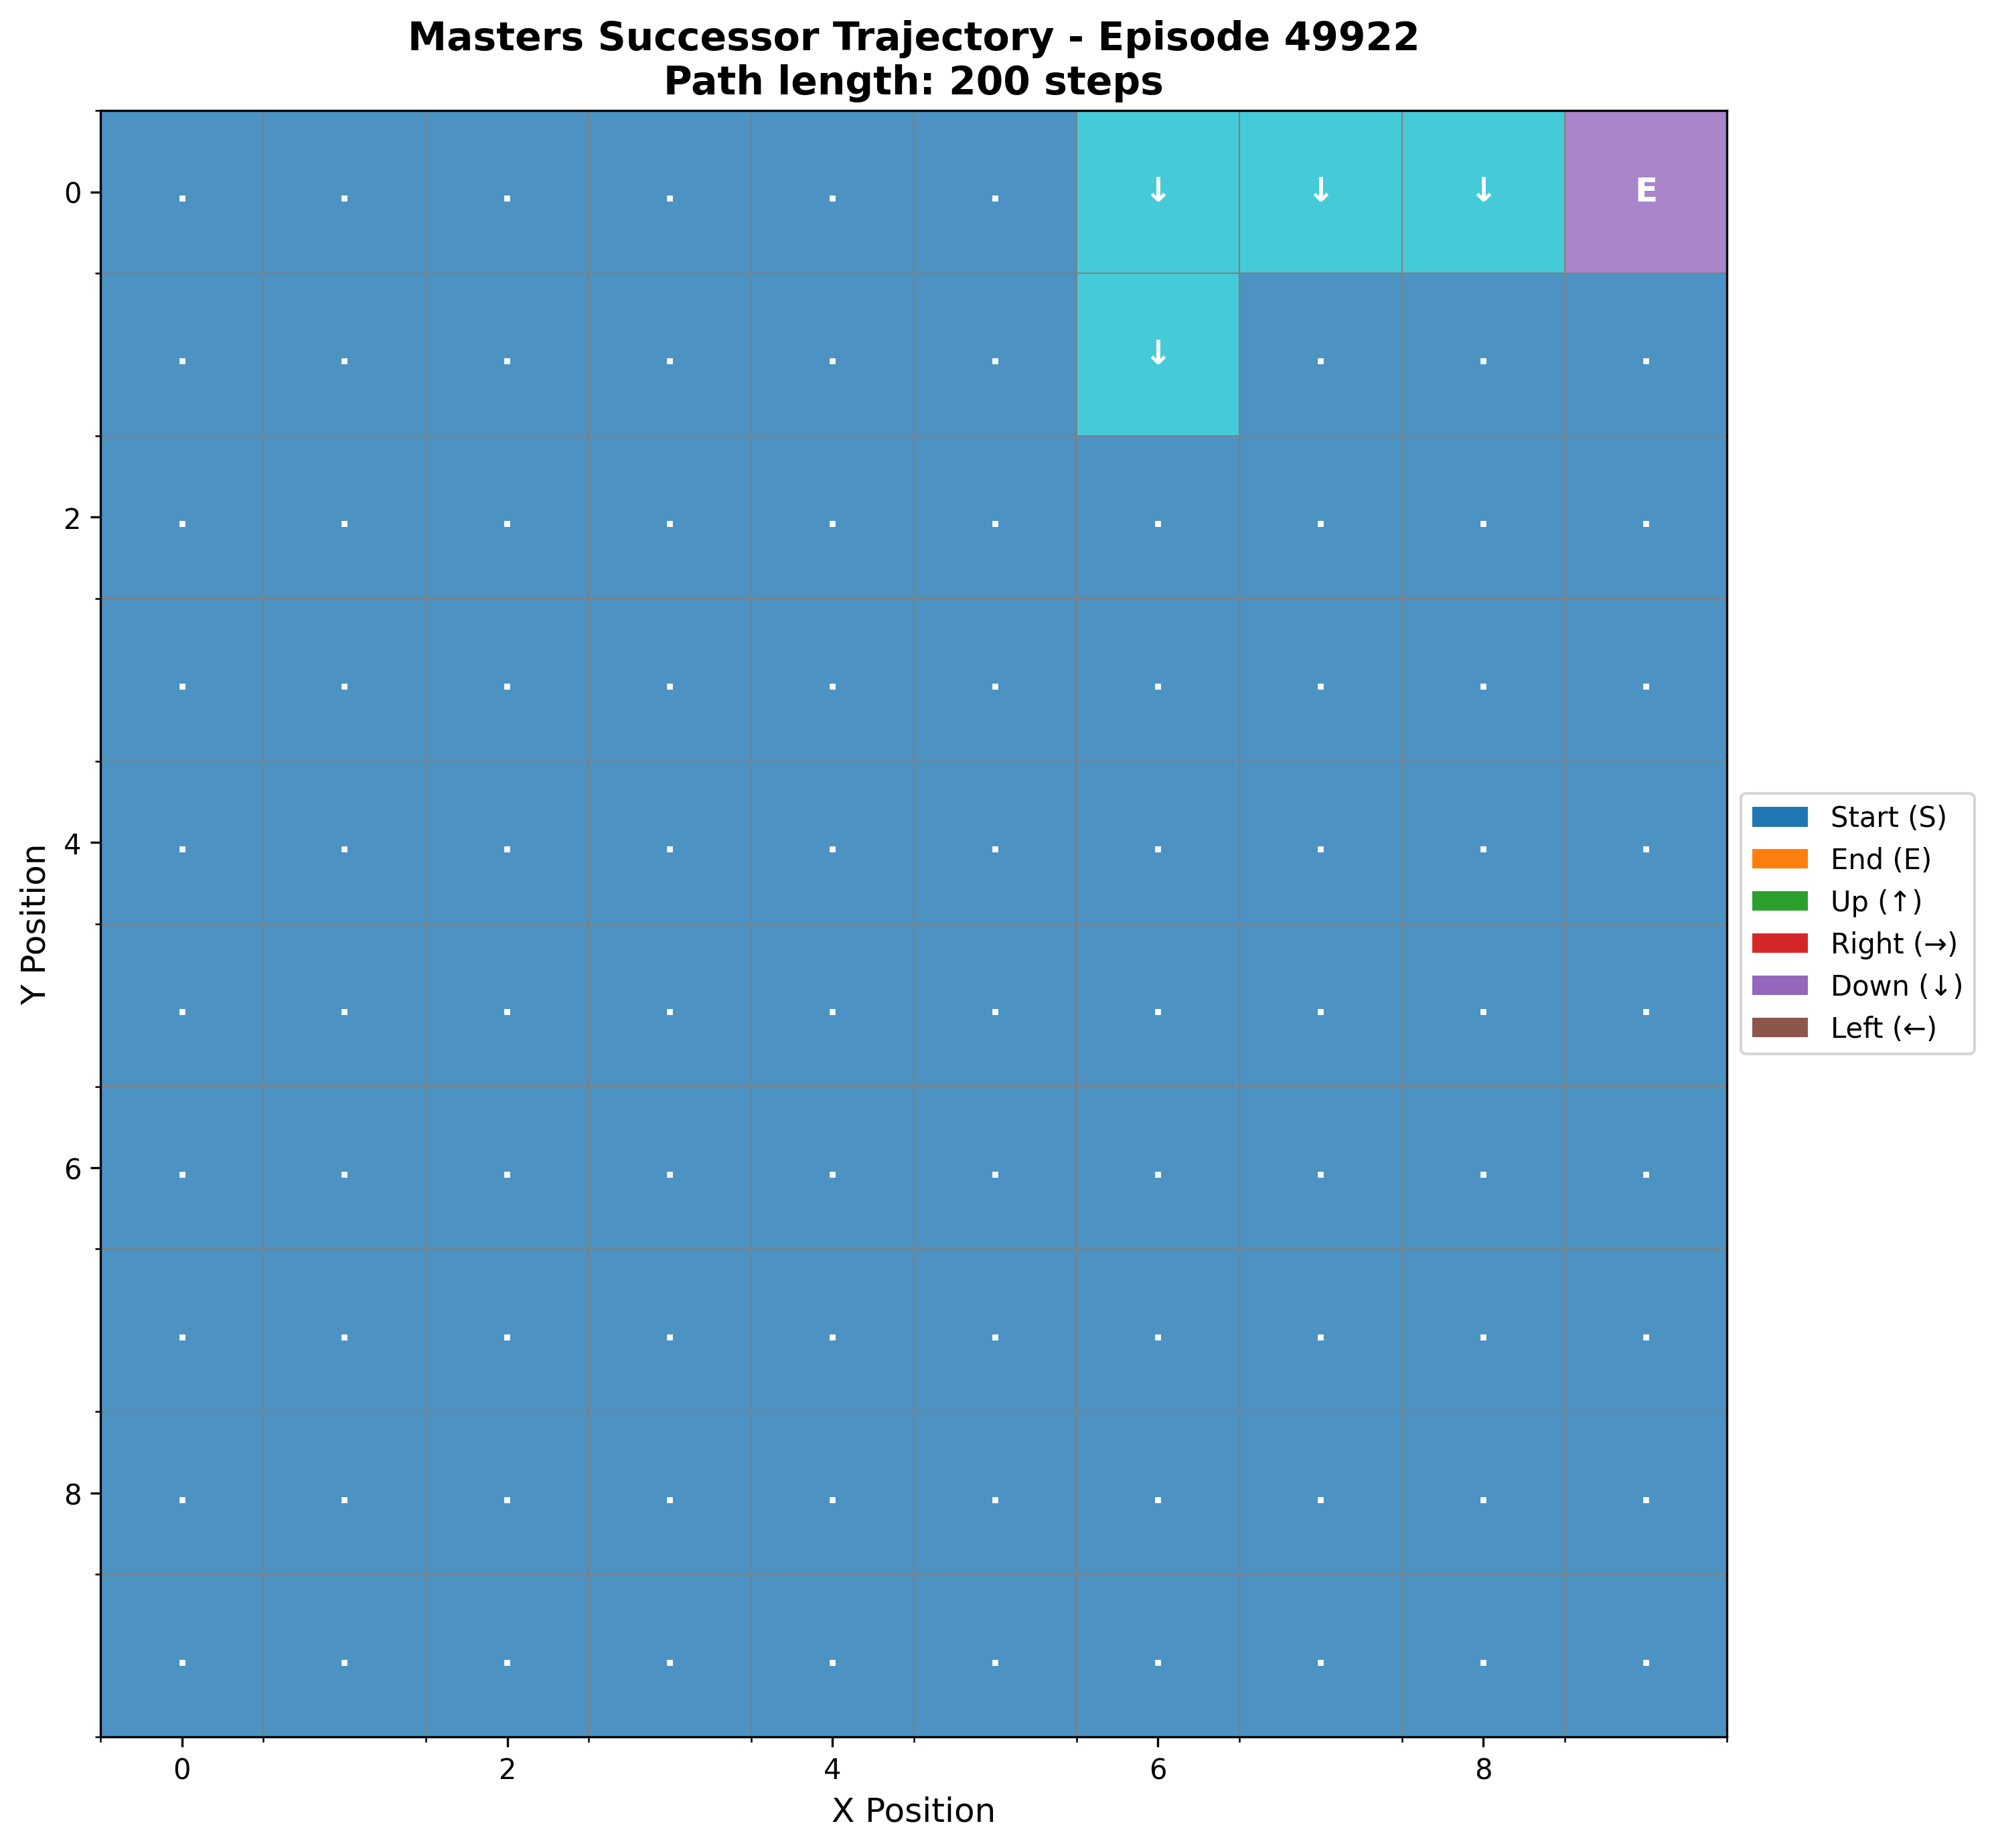 Masters Successor Trajectory - Episode 49922
Path length: 200 steps
0 . . . . . . ↓ ↓ ↓ E
. . . . . . ↓ . . .
2 . . . . . . . . . .
. . . . . . . . . .
4 . . . . . . . . . .
. . . . . . . . . .
6 . . . . . . . . . .
. . . . . . . . . .
8 . . . . . . . . . .
. . . . . . . . . .
0 2 4 6 8
X Position
Y Position
Start (S)
End (E)
Up (↑)
Right (→)
Down (↓)
Left (←)